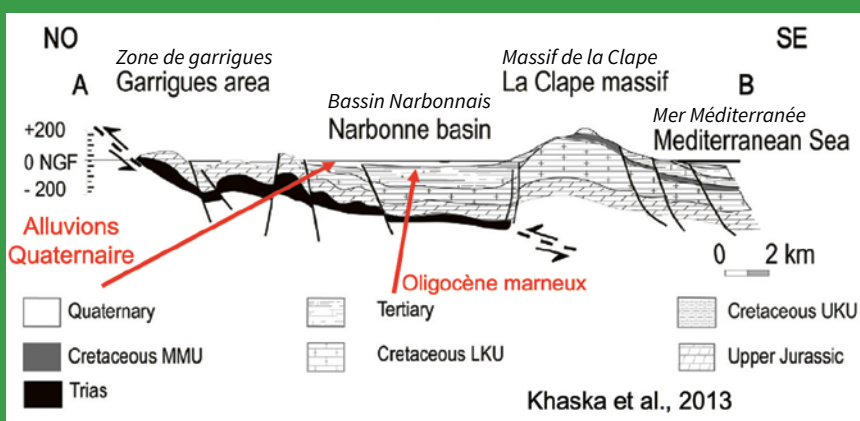 NO
SE
Zone de garrigues
Massif de la Clape
A
Garrigues area
La Clape massif
B
Bassin Narbonnais
Mer Méditerranée
Narbonne basin
Mediterranean Sea
+200
0 NGF
- 200
Alluvions
Quaternaire
0 2 km
Oligocène marneux
Quaternary
Tertiary
Cretaceous UKU
Cretaceous MMU
Cretaceous LKU
Upper Jurassic
Trias
Khaska et al., 2013